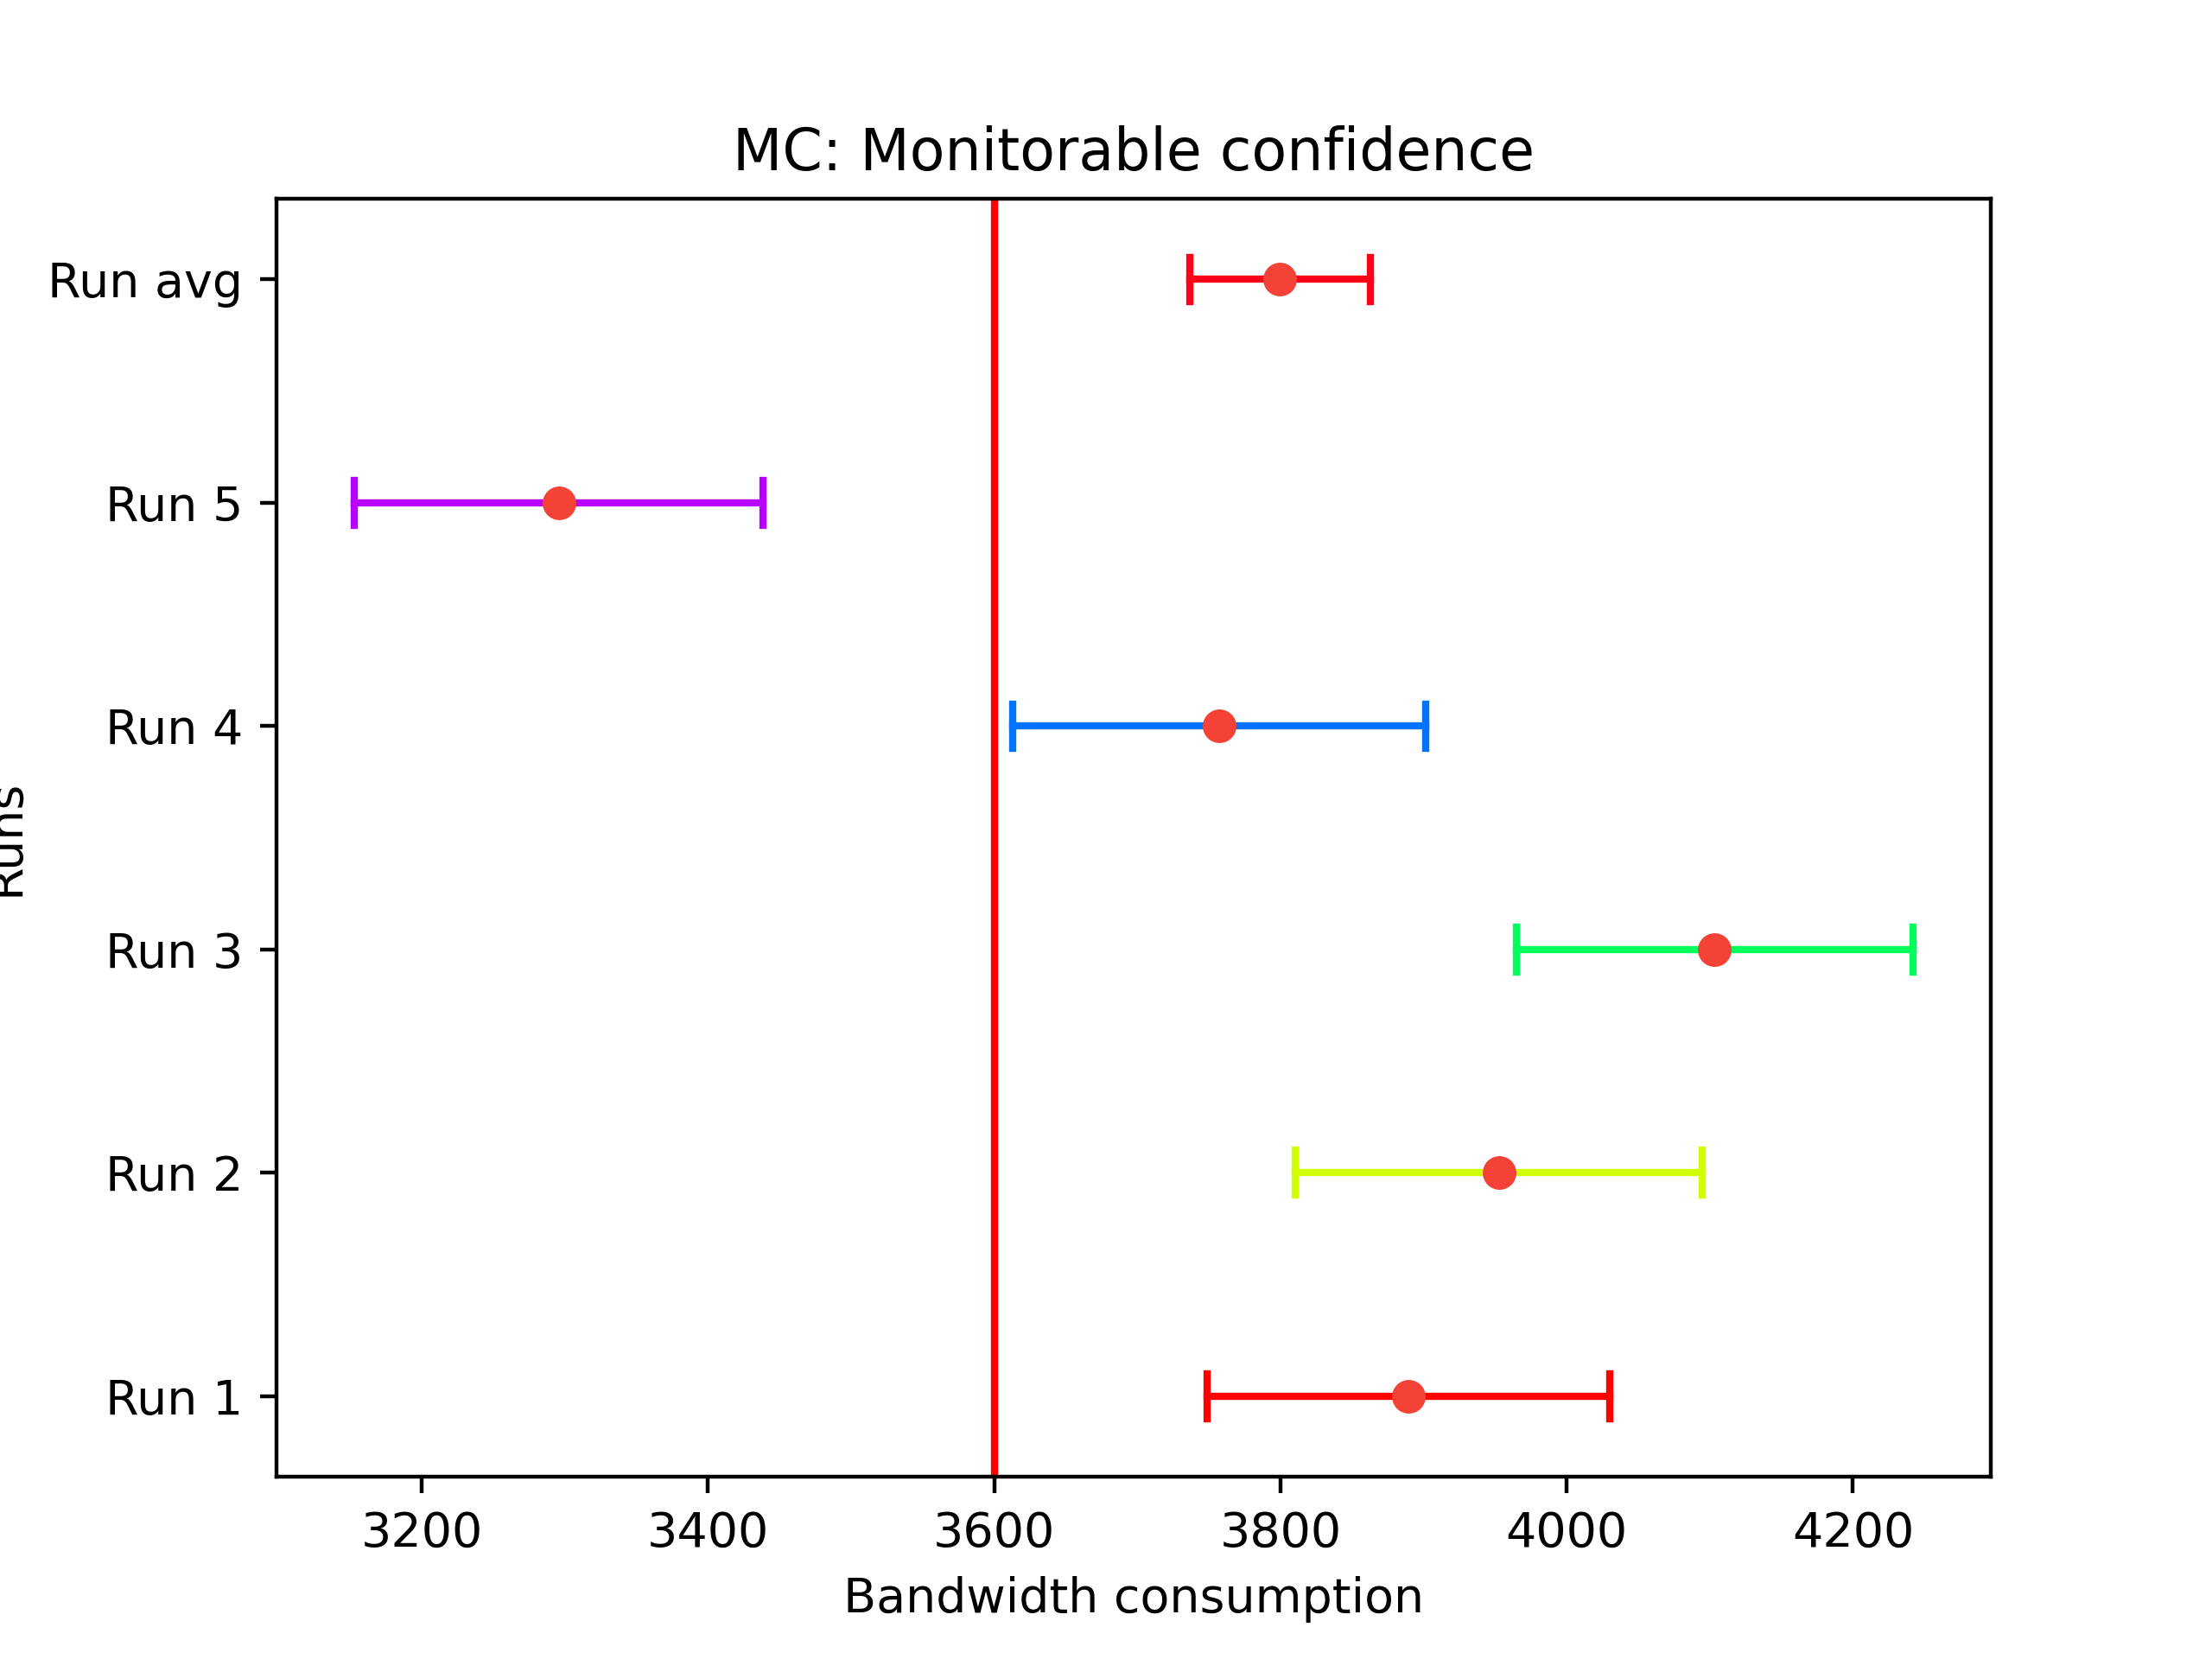 MC: Monitorable confidence
Run avg
Run 5
Run 4
Runs
Run 3
Run 2
Run 1
3200 3400 3600 3800 4000 4200
Bandwidth consumption